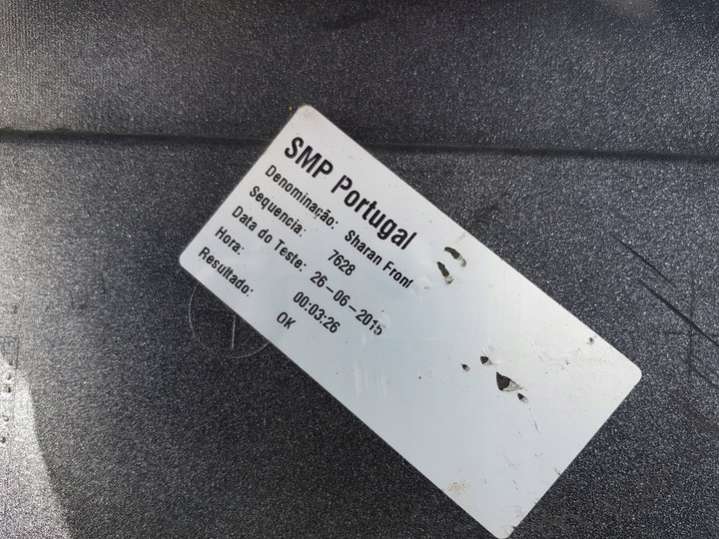 SMP Portugal
Denominação: Sharan Front
Sequencia: 7628
Data do Teste: 26-06-2015
Hora: 00:03:26
Resultado: OK